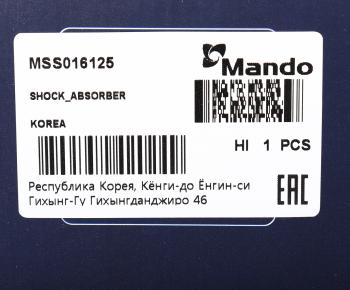 MSS016125
Mando
SHOCK_ABSORBER
KOREA
HI 1 PCS
Республика Корея, Кёнги-до Ёнгин-си
Гихынг-Гу Гихынгданджиро 46
EAC